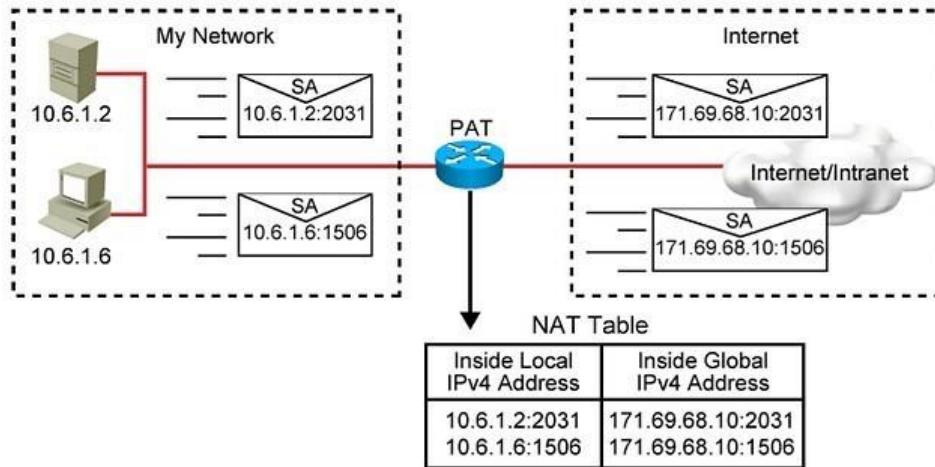 My Network
Internet
10.6.1.2
SA
10.6.1.2:2031
SA
171.69.68.10:2031
PAT
Internet/Intranet
10.6.1.6
SA
10.6.1.6:1506
SA
171.69.68.10:1506
NAT Table
Inside Local
IPv4 Address
Inside Global
IPv4 Address
10.6.1.2:2031
171.69.68.10:2031
10.6.1.6:1506
171.69.68.10:1506